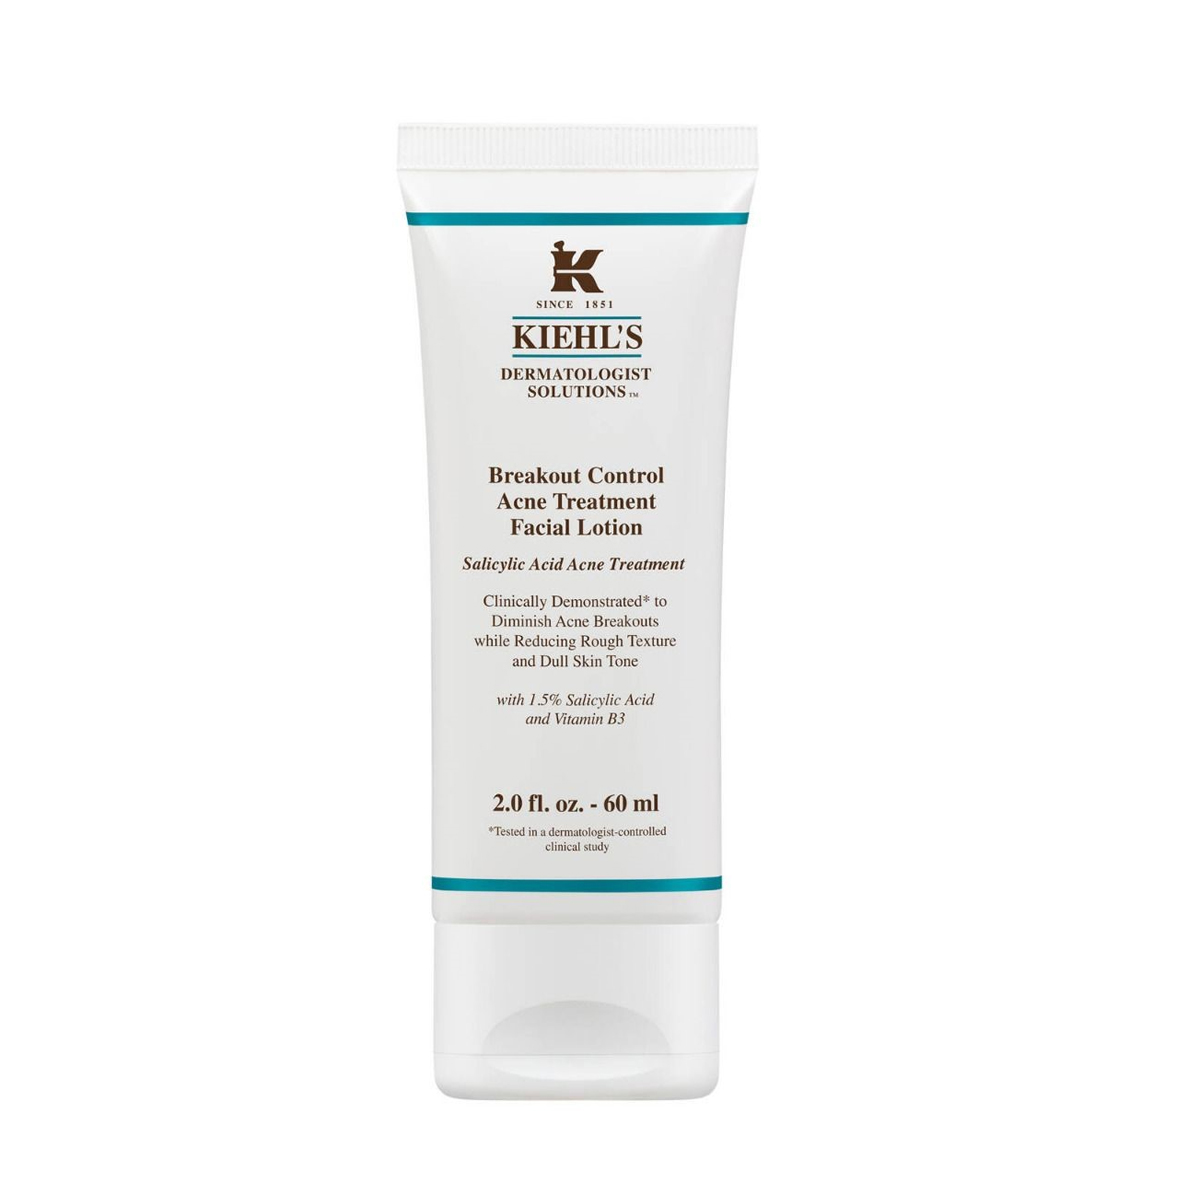 K
SINCE 1851
KIEHL'S
DERMATOLOGIST
SOLUTIONS™
Breakout Control
Acne Treatment
Facial Lotion
Salicylic Acid Acne Treatment
Clinically Demonstrated* to
Diminish Acne Breakouts
while Reducing Rough Texture
and Dull Skin Tone
with 1.5% Salicylic Acid
and Vitamin B3
2.0 fl. oz. - 60 ml
*Tested in a dermatologist-controlled
clinical study